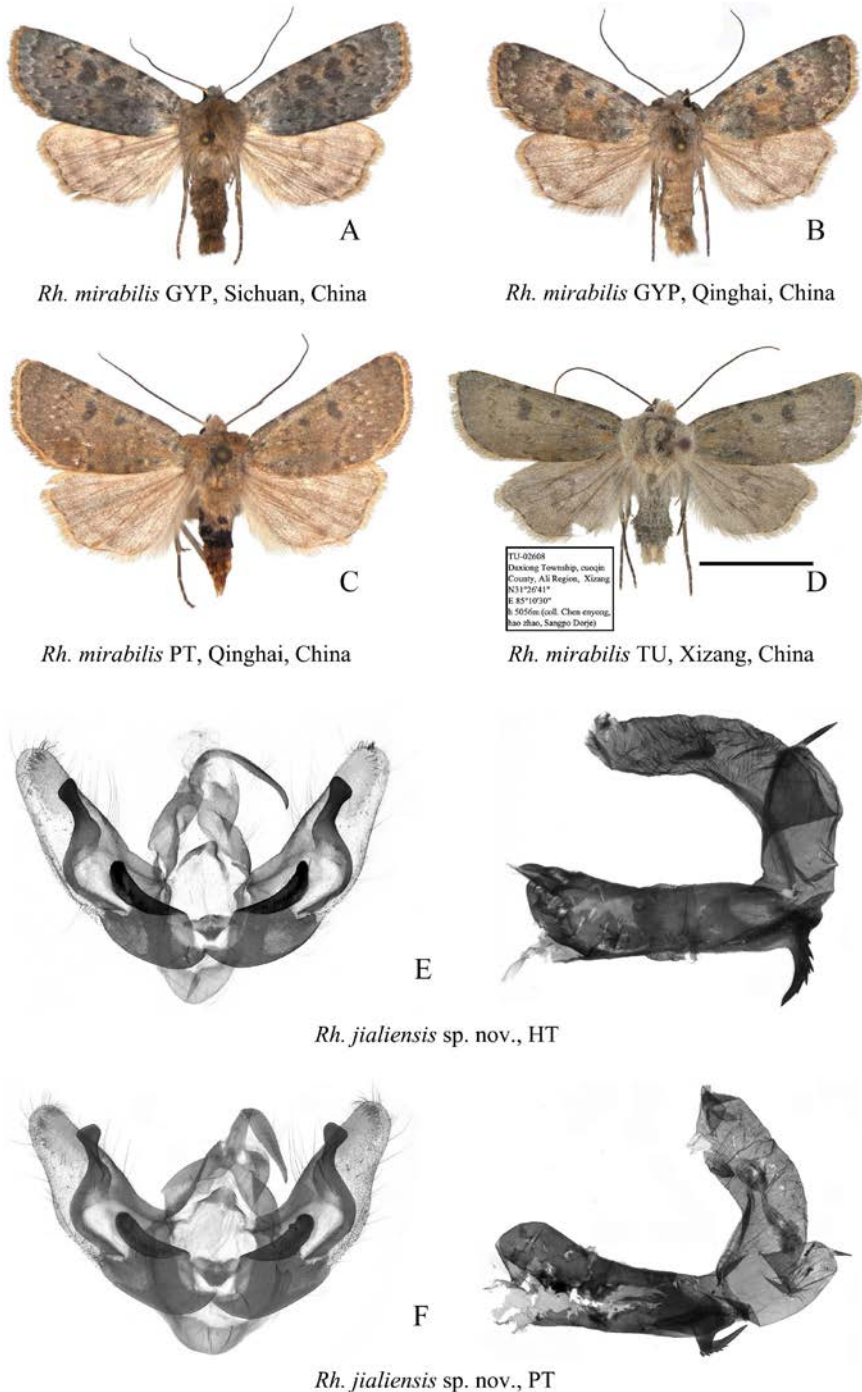 A
B
Rh. mirabilis GYP, Sichuan, China
Rh. mirabilis GYP, Qinghai, China
C
D
TU-02608
Daxiong Township, cuoqin
County, Ali Region, Xizang
N31°26'41"
E 85°10'30"
h 5056m (coll. Chen enyong,
hao zhao, Sangpo Dorje)
Rh. mirabilis PT, Qinghai, China
Rh. mirabilis TU, Xizang, China
E
Rh. jialiensis sp. nov., HT
F
Rh. jialiensis sp. nov., PT